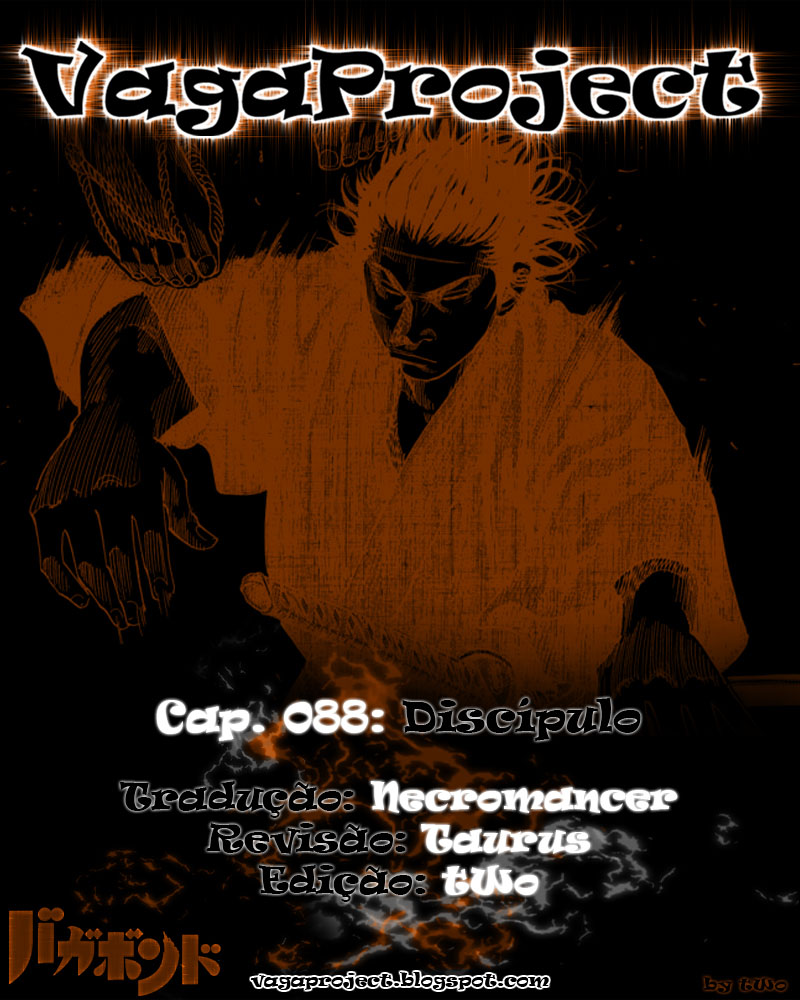 VagaProject
Cap. 088: Discípulo
Tradução: Necromancer
Revisão: Taurus
Edição: tWo
バガボンド
vagaproject.blogspot.com
by tWo